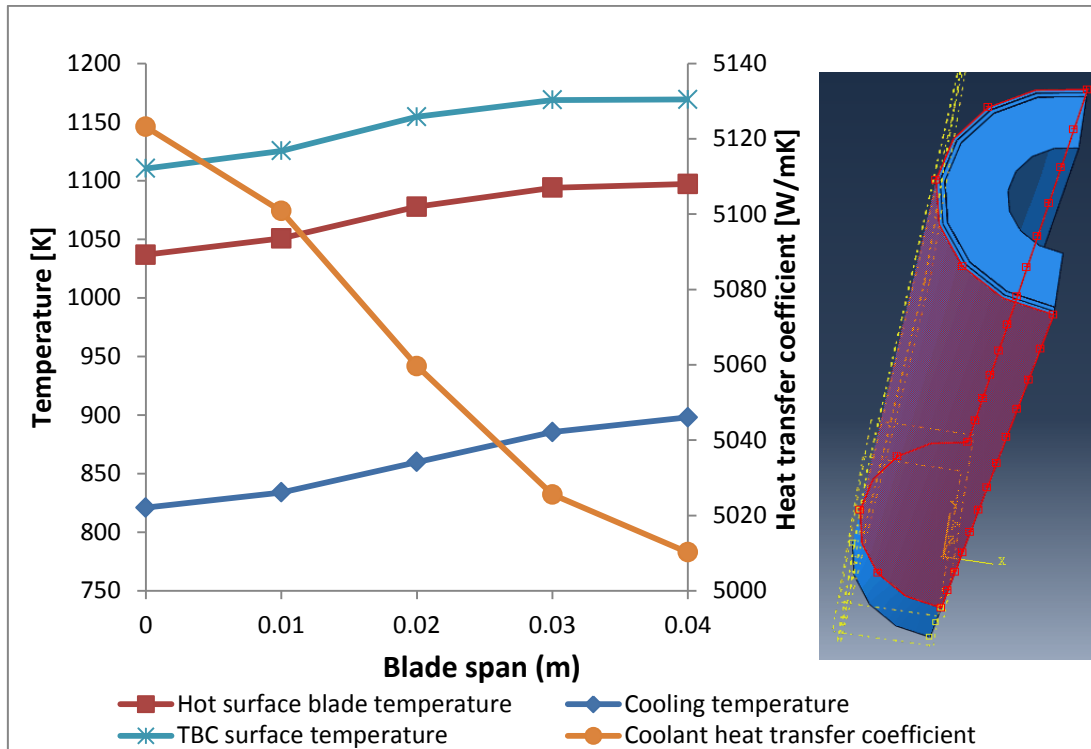 1200
1150
1100
1050
1000
950
900
850
800
750
Temperature [K]
5140
5120
5100
5080
5060
5040
5020
5000
Heat transfer coefficient [W/mK]
0 0.01 0.02 0.03 0.04
Blade span (m)
Hot surface blade temperature Cooling temperature
TBC surface temperature Coolant heat transfer coefficient
X